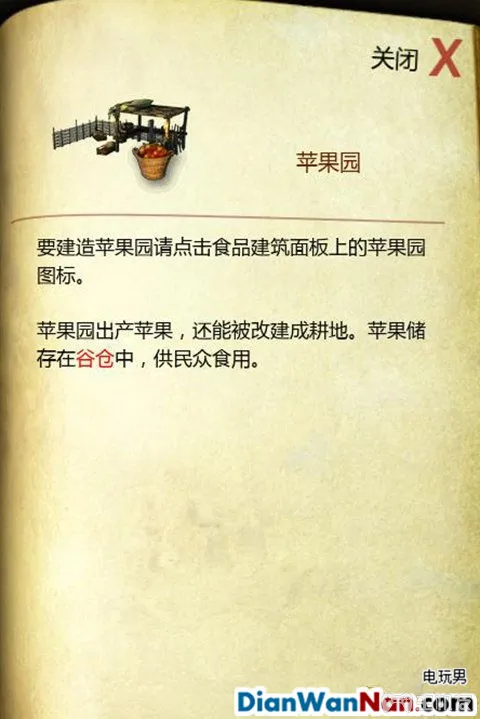 关闭 X
苹果园
要建造苹果园请点击食品建筑面板上的苹果园
图标。
苹果园出产苹果，还能被改建成耕地。苹果储
存在谷仓中，供民众食用。
电玩男
DianWanNan.com